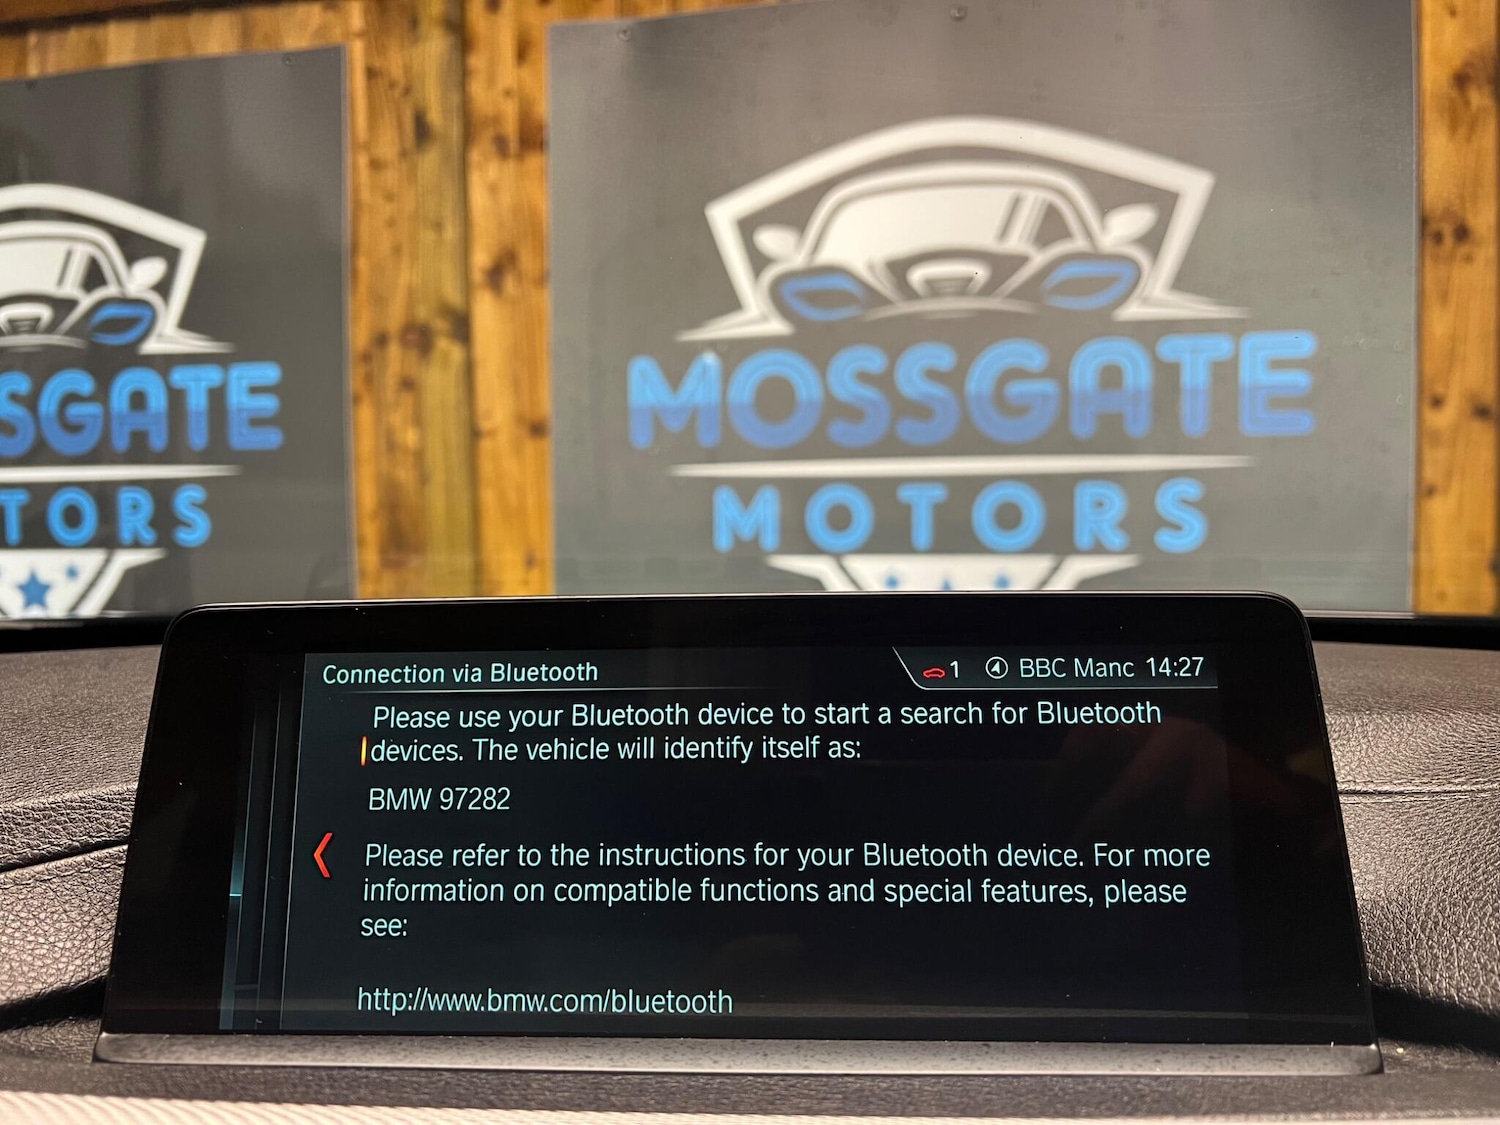 SSGATE
TORS
MOSSGATE
MOTORS
Connection via Bluetooth
1 BBC Manc 14:27
Please use your Bluetooth device to start a search for Bluetooth
devices. The vehicle will identify itself as:
BMW 97282
Please refer to the instructions for your Bluetooth device. For more
information on compatible functions and special features, please
see:
http://www.bmw.com/bluetooth